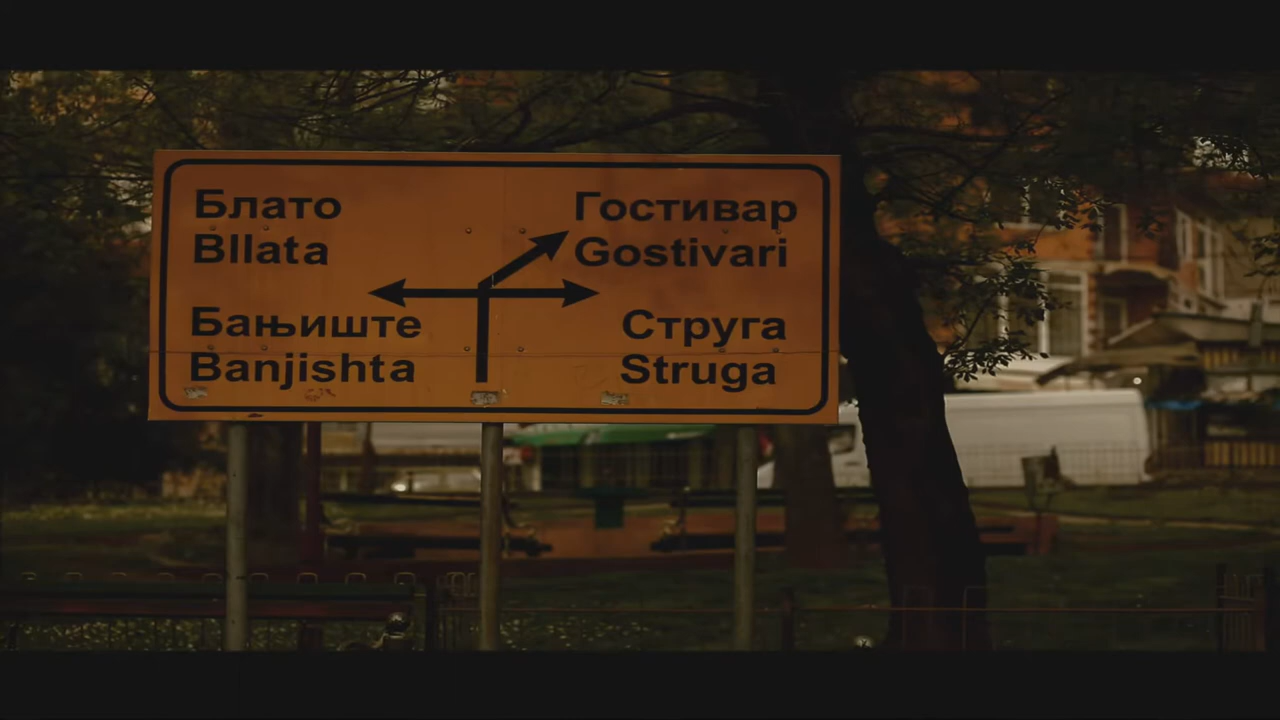 Блато
Bllata
Бањиште
Banjishta
Гостивар
Gostivari
Струга
Struga